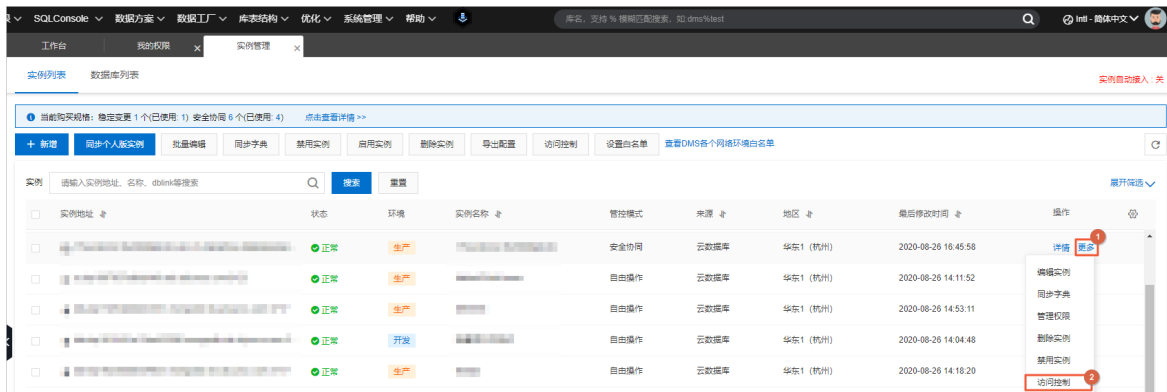 SQLConsole 数据方案 数据工厂 库表结构 优化 系统管理 帮助 库名，支持 % 模糊匹配搜索，如 dms%test Intl - 简体中文
工作台 我的权限 × 实例管理 ×
实例列表 数据库列表 实例自动接入 : 关
当前购买规格：稳定变更 1 个(已使用: 1) 安全协同 6 个(已使用: 4) 点击查看详情 >>
+ 新增 同步个人版实例 批量编辑 同步字典 禁用实例 启用实例 删除实例 导出配置 访问控制 设置白名单 查看DMS各个网络环境白名单
实例 请输入实例地址、名称、dblink等搜索 搜索 重置 展开筛选
实例地址 状态 环境 实例名称 管控模式 来源 地区 最后修改时间 操作
正常 生产 安全协同 云数据库 华东1 (杭州) 2020-08-26 16:45:58 详情 更多 1
正常 生产 自由操作 云数据库 华东1 (杭州) 2020-08-26 14:11:52
正常 生产 自由操作 云数据库 华东1 (杭州) 2020-08-26 14:53:11
正常 开发 自由操作 云数据库 华东1 (杭州) 2020-08-26 14:04:48
正常 生产 自由操作 云数据库 华东1 (杭州) 2020-08-26 14:18:20
编辑实例
同步字典
管理权限
删除实例
禁用实例
访问控制 2